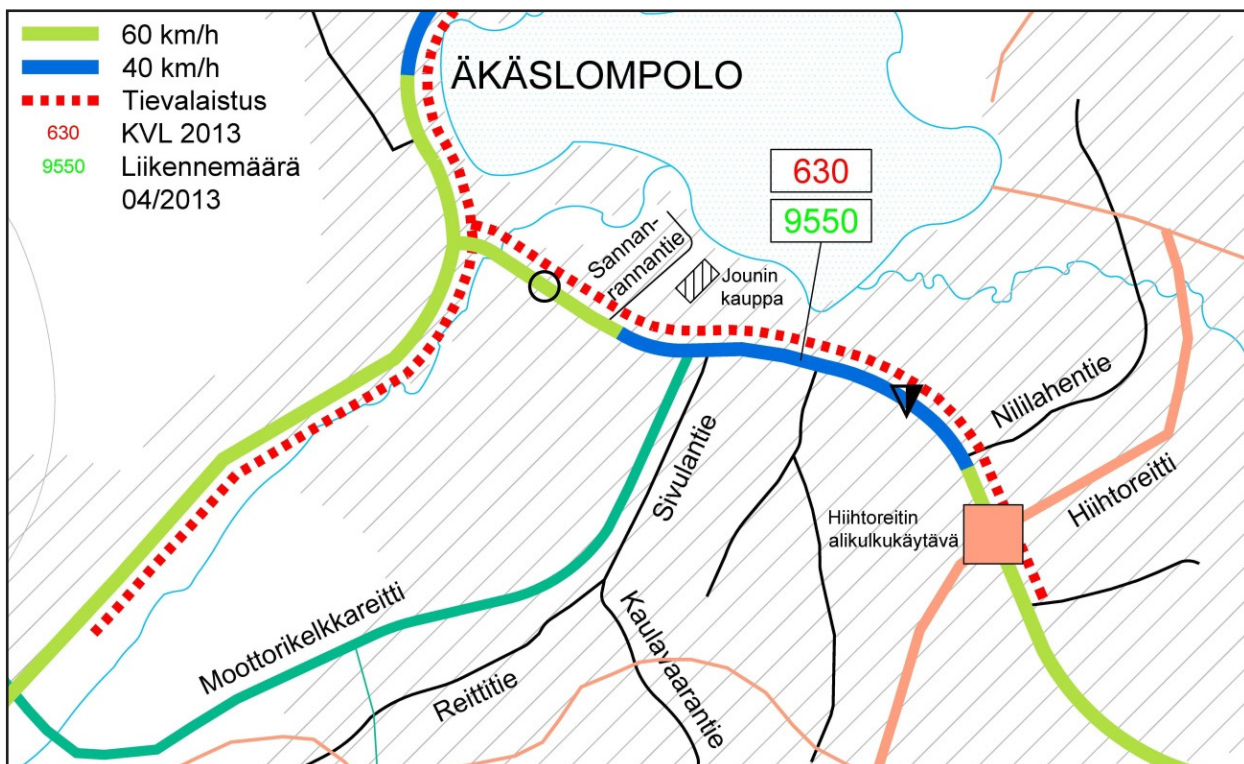 60 km/h
40 km/h
Tievalaistus
630 KVL 2013
9550 Liikennemäärä
04/2013
ÄKÄSLOMPOLO
630
9550
Sannan-
rannantie
Jounin
kauppa
Nililahentie
Sivulantie
Hiihtoreitin
alikulkukäytävä
Hiihtoreitti
Moottorikelkkareitti
Kaulavaarantie
Reittitie